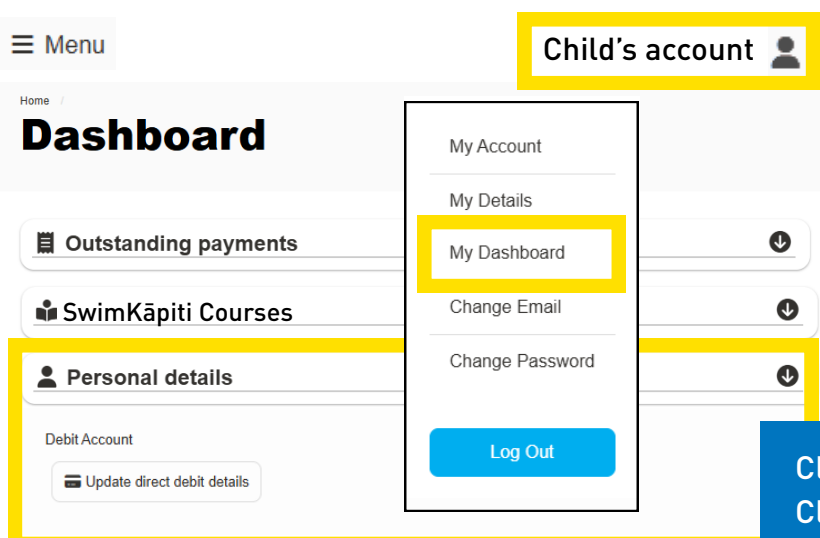 Menu
Child's account
Home /
Dashboard
My Account
My Details
My Dashboard
Change Email
Change Password
Log Out
Outstanding payments
SwimKāpiti Courses
Personal details
Debit Account
Update direct debit details